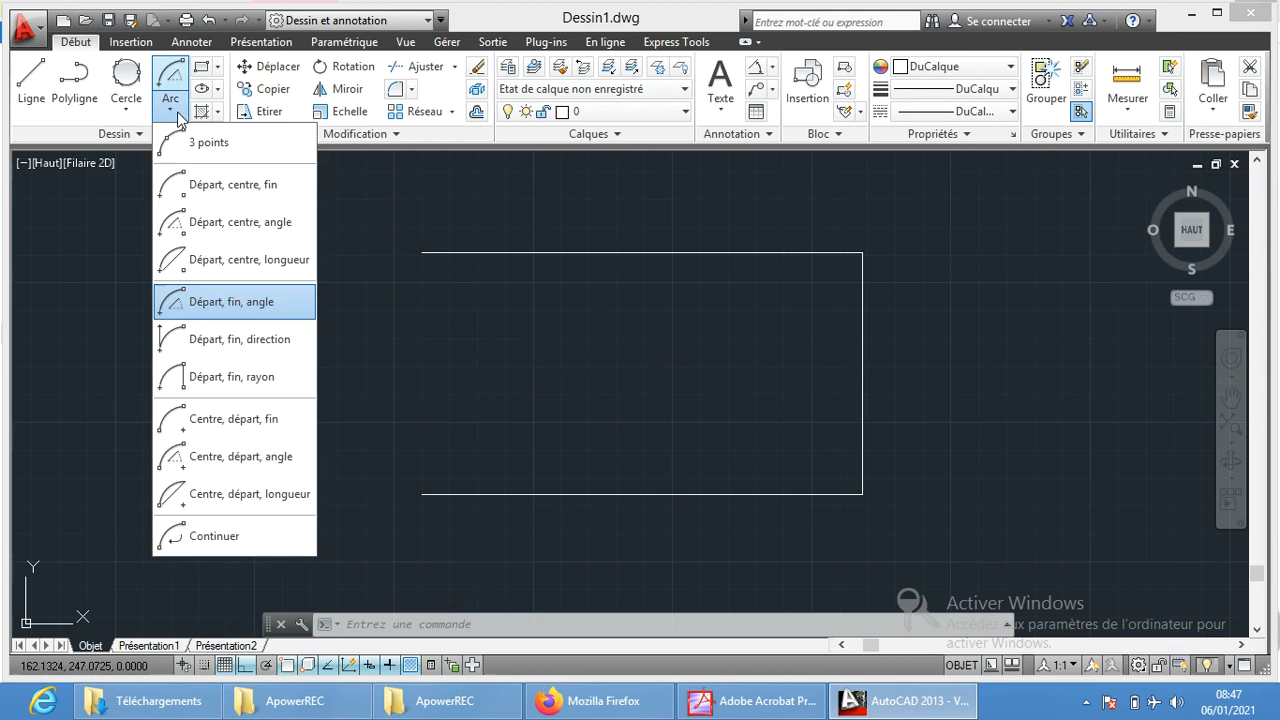 Dessin et annotation
Dessin1.dwg
Entrez mot-clé ou expression
Se connecter
Début
Insertion
Annoter
Présentation
Paramétrique
Vue
Gérer
Sortie
Plug-ins
En ligne
Express Tools
Ligne
Polyligne
Cercle
Arc
Déplacer
Rotation
Ajuster
Copier
Miroir
Etirer
Echelle
Réseau
Etat de calque non enregistré
0
Texte
Insertion
DuCalque
DuCalqu
DuCal...
Grouper
Mesurer
Coller
Dessin
Modification
Calques
Annotation
Bloc
Propriétés
Groupes
Utilitaires
Presse-papiers
3 points
Départ, centre, fin
Départ, centre, angle
Départ, centre, longueur
Départ, fin, angle
Départ, fin, direction
Départ, fin, rayon
Centre, départ, fin
Centre, départ, angle
Centre, départ, longueur
Continuer
[−][Haut][Filaire 2D]
N
O
HAUT
E
S
SCG
Y
X
Entrez une commande
Activer Windows
Accédez aux paramètres de l'ordinateur pour
activer Windows.
Objet
Présentation1
Présentation2
162.1324, 247.0725, 0.0000
OBJET
1:1
Téléchargements
ApowerREC
ApowerREC
Mozilla Firefox
Adobe Acrobat Pr...
AutoCAD 2013 - V...
08:47
06/01/2021